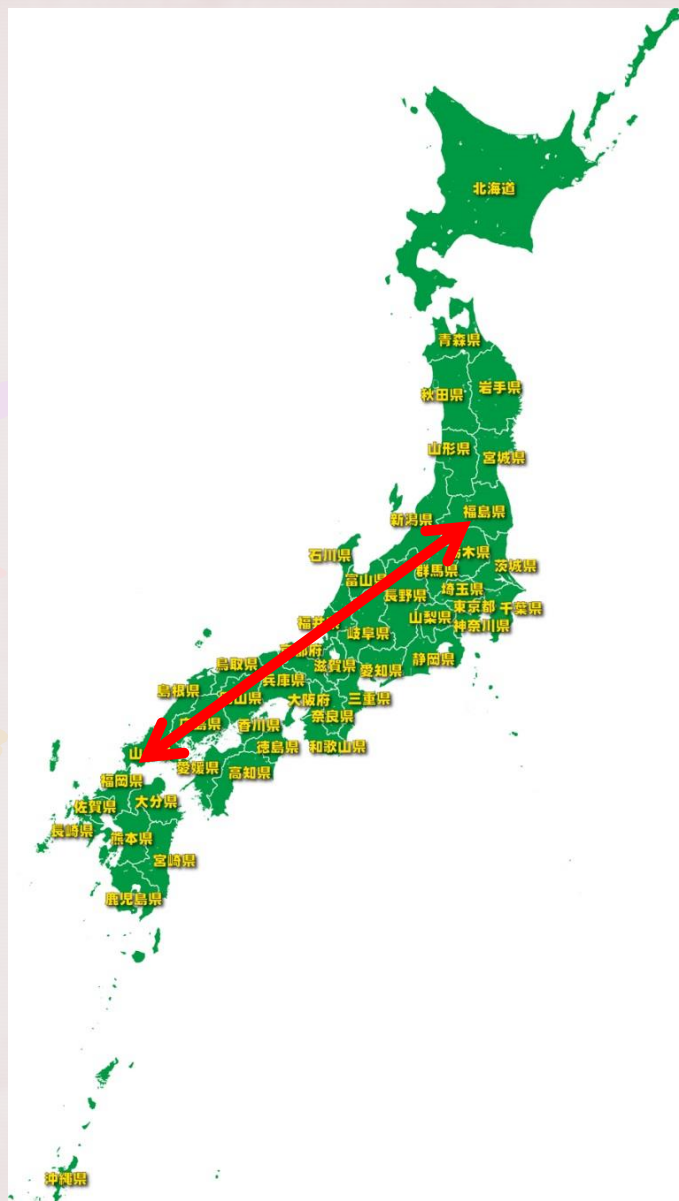 北海道
青森県
秋田県
岩手県
山形県
宮城県
新潟県
福島県
石川県
富山県
群馬県
茨城県
長野県
埼玉県
東京都
千葉県
山梨県
神奈川県
岐阜県
静岡県
鳥取県
滋賀県
愛知県
島根県
兵庫県
大阪府
三重県
奈良県
香川県
徳島県
和歌山県
愛媛県
高知県
福岡県
佐賀県
大分県
長崎県
熊本県
宮崎県
鹿児島県
沖縄県